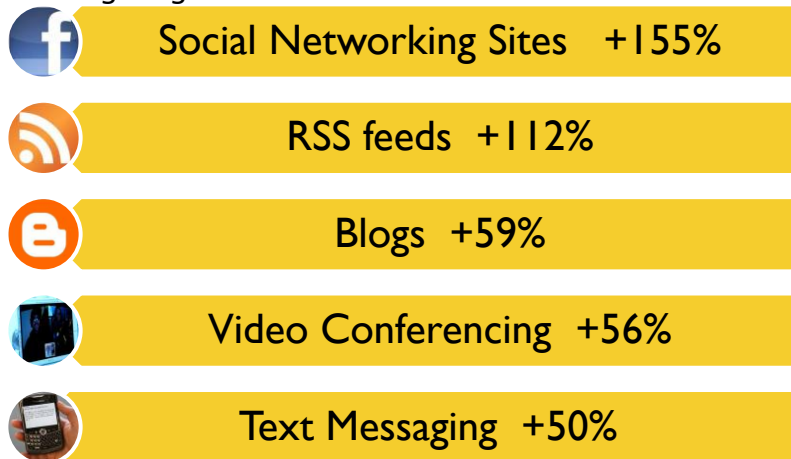 Social Networking Sites +155%
RSS feeds +112%
Blogs +59%
Video Conferencing +56%
Text Messaging +50%